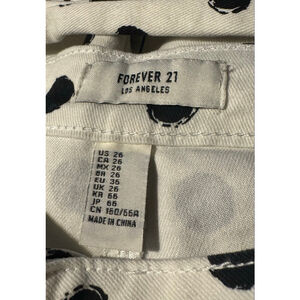 FOREVER 21
LOS ANGELES
US 26
CA 26
MX 26
BR 26
EU 36
UK 26
KR 66
JP 66
CN 160/66A
MADE IN CHINA